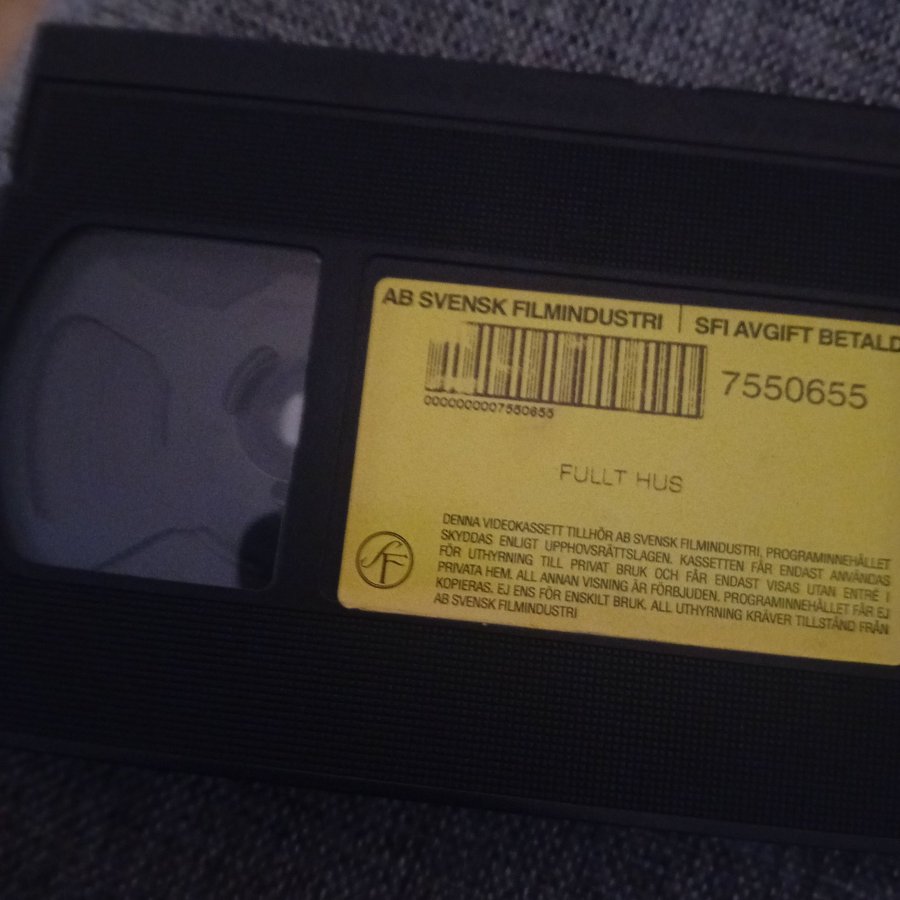 AB SVENSK FILMINDUSTRI | SFI AVGIFT BETALD
7550655
0000000007550655
FULLT HUS
DENNA VIDEOKASSETT TILLHÖR AB SVENSK FILMINDUSTRI, PROGRAMINNEHÅLLET
SKYDDAS ENLIGT UPPHOVSRÄTTSLAGEN. KASSETTEN FÅR ENDAST ANVÄNDAS
FÖR UTHYRNING TILL PRIVAT BRUK OCH FÅR ENDAST VISAS UTAN ENTRÉ I
PRIVATA HEM. ALL ANNAN VISNING ÄR FÖRBJUDEN. PROGRAMINNEHÅLLET FÅR EJ
KOPIERAS. EJ ENS FÖR ENSKILT BRUK. ALL UTHYRNING KRÄVER TILLSTÅND FRÅN
AB SVENSK FILMINDUSTRI
SF